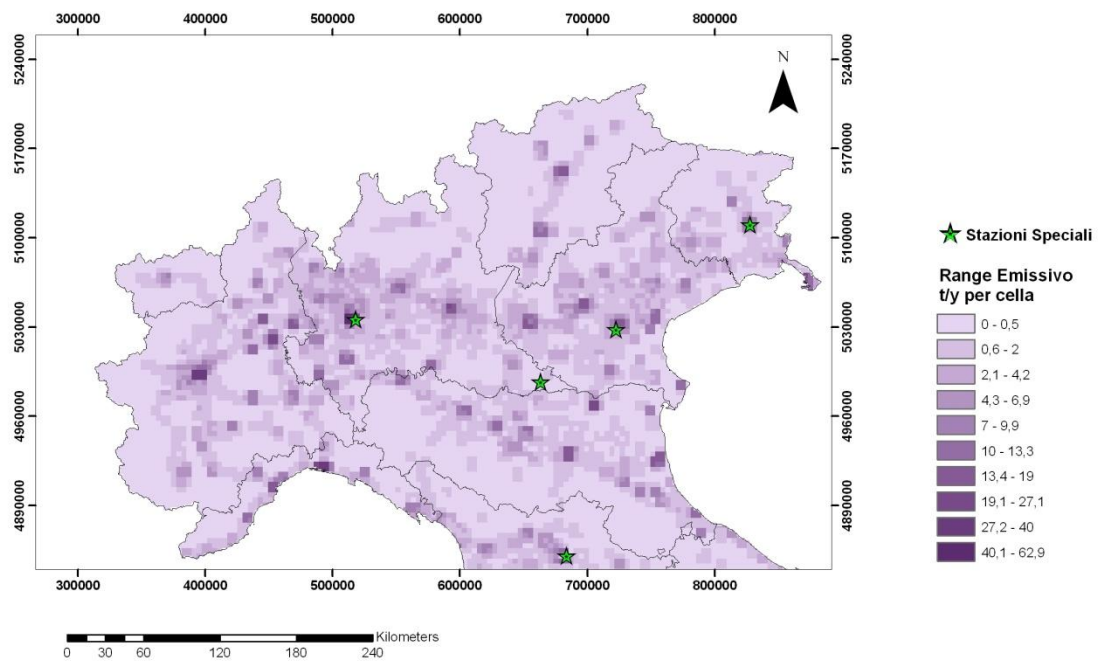 300000 400000 500000 600000 700000 800000
5240000 5240000
N
5170000 5170000
5100000 5100000
5030000 5030000
4960000 4960000
4890000 4890000
300000 400000 500000 600000 700000 800000
Stazioni Speciali
Range Emissivo
t/y per cella
0 - 0,5
0,6 - 2
2,1 - 4,2
4,3 - 6,9
7 - 9,9
10 - 13,3
13,4 - 19
19,1 - 27,1
27,2 - 40
40,1 - 62,9
Kilometers
0 30 60 120 180 240